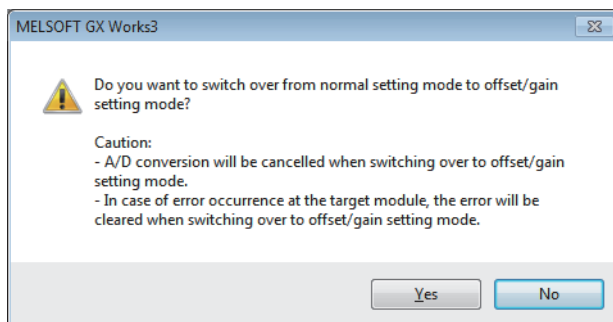 MELSOFT GX Works3
Do you want to switch over from normal setting mode to offset/gain
setting mode?
Caution:
- A/D conversion will be cancelled when switching over to offset/gain
setting mode.
- In case of error occurrence at the target module, the error will be
cleared when switching over to offset/gain setting mode.
Yes
No